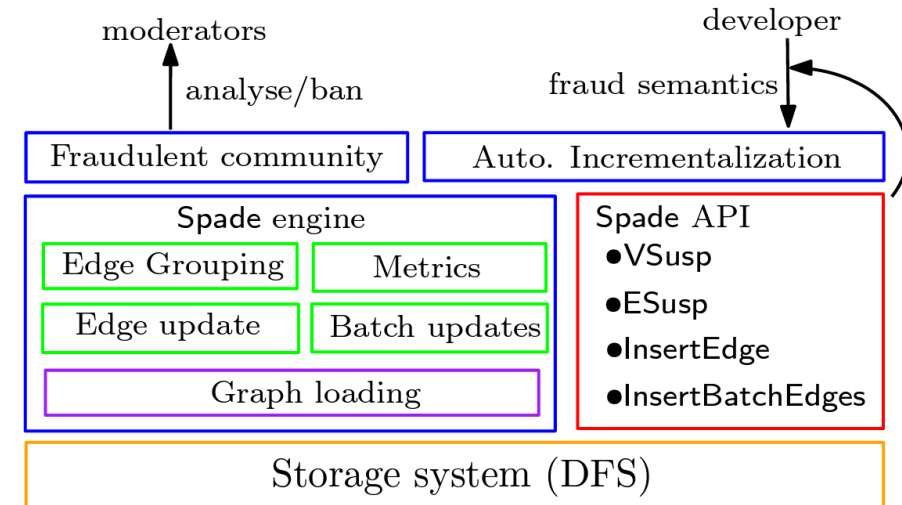 moderators
developer
analyse/ban
fraud semantics
Fraudulent community
Auto. Incrementalization
Spade engine
Edge Grouping
Metrics
Edge update
Batch updates
Graph loading
Spade API
●VSusp
●ESusp
●InsertEdge
●InsertBatchEdges
Storage system (DFS)